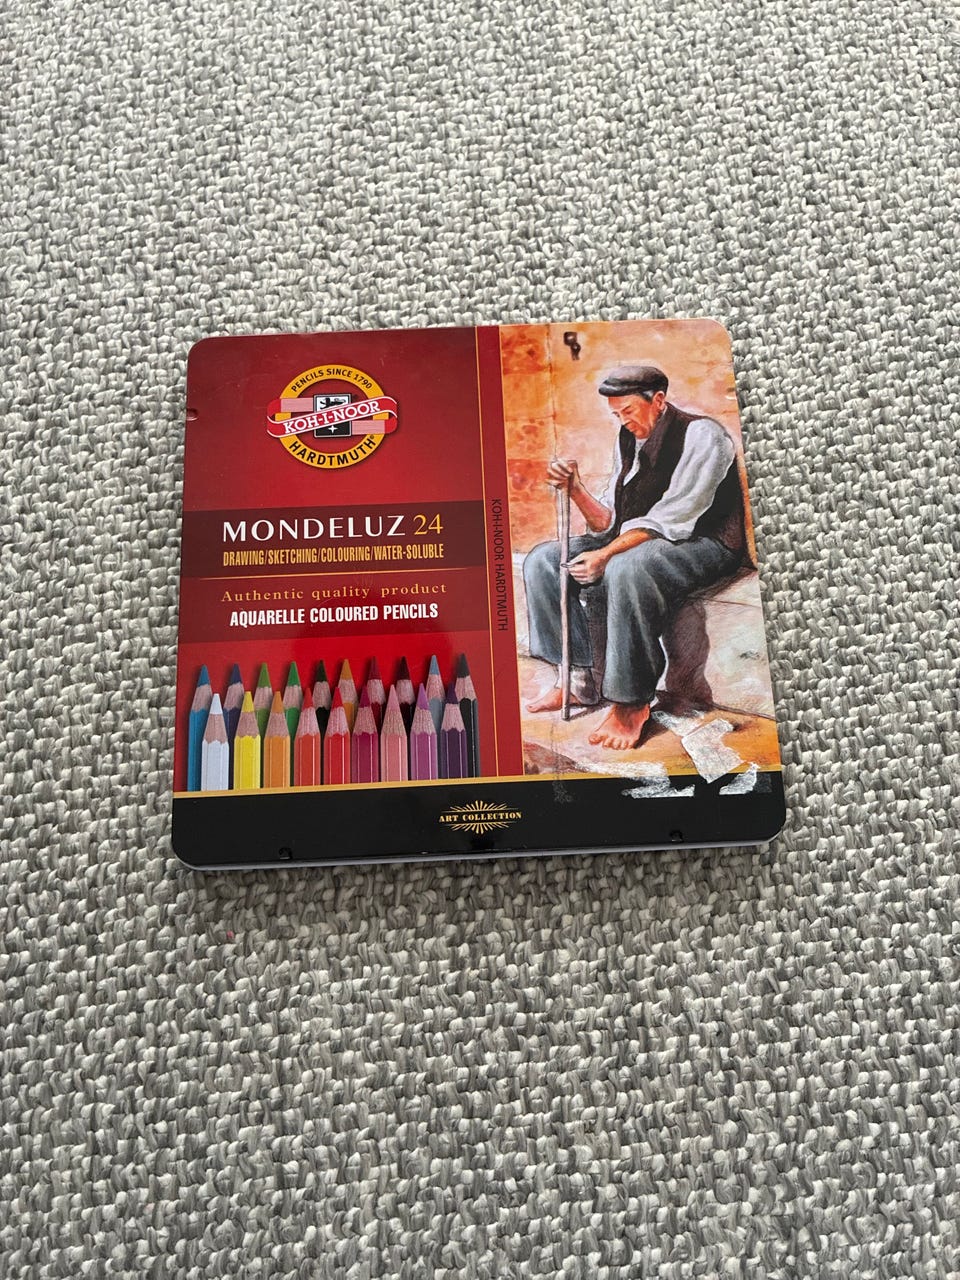 PENCILS SINCE 1790
KOH-I-NOOR
HARDTMUTH®
MONDELUZ 24
DRAWING/SKETCHING/COLOURING/WATER-SOLUBLE
Authentic quality product
AQUARELLE COLOURED PENCILS
KOH-I-NOOR HARDTMUTH
ART COLLECTION